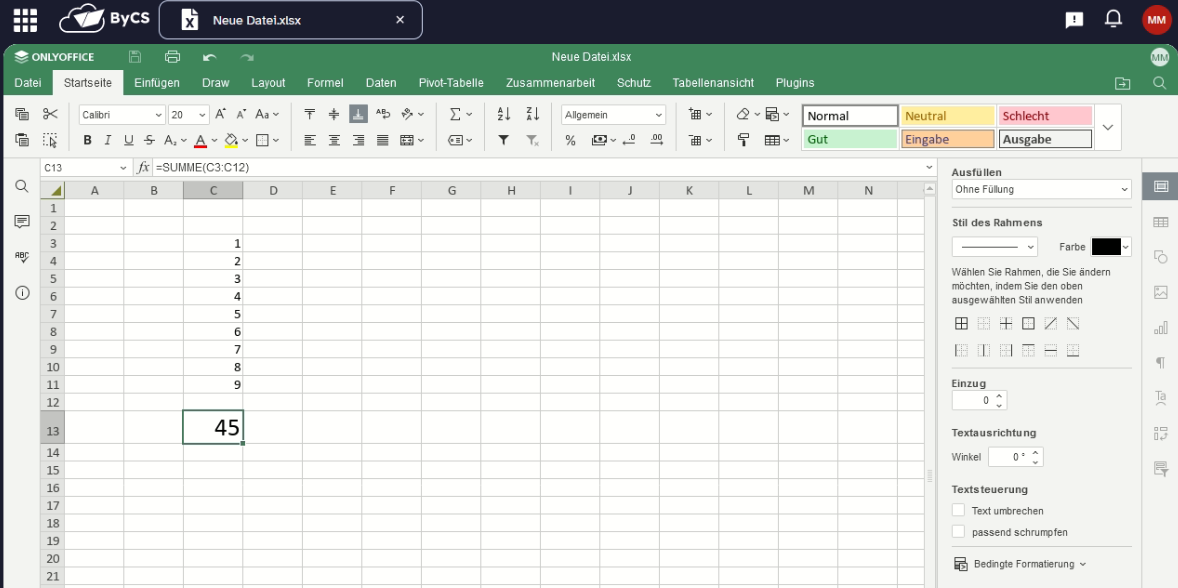 ByCS
Neue Datei.xlsx
MM
ONLYOFFICE
Neue Datei.xlsx
MM
Datei Startseite Einfügen Draw Layout Formel Daten Pivot-Tabelle Zusammenarbeit Schutz Tabellenansicht Plugins
Calibri 20 Allgemein
Normal Neutral Schlecht
Gut Eingabe Ausgabe
C13 fx =SUMME(C3:C12)
A B C D E F G H I J K L M N
1
2
3 1
4 2
5 3
6 4
7 5
8 6
9 7
10 8
11 9
12
13 45
14
15
16
17
18
19
20
21
Ausfüllen
Ohne Füllung
Stil des Rahmens
Farbe
Wählen Sie Rahmen, die Sie ändern
möchten, indem Sie den oben
ausgewählten Stil anwenden
Einzug
0
Textausrichtung
Winkel 0 °
Textsteuerung
Text umbrechen
passend schrumpfen
Bedingte Formatierung